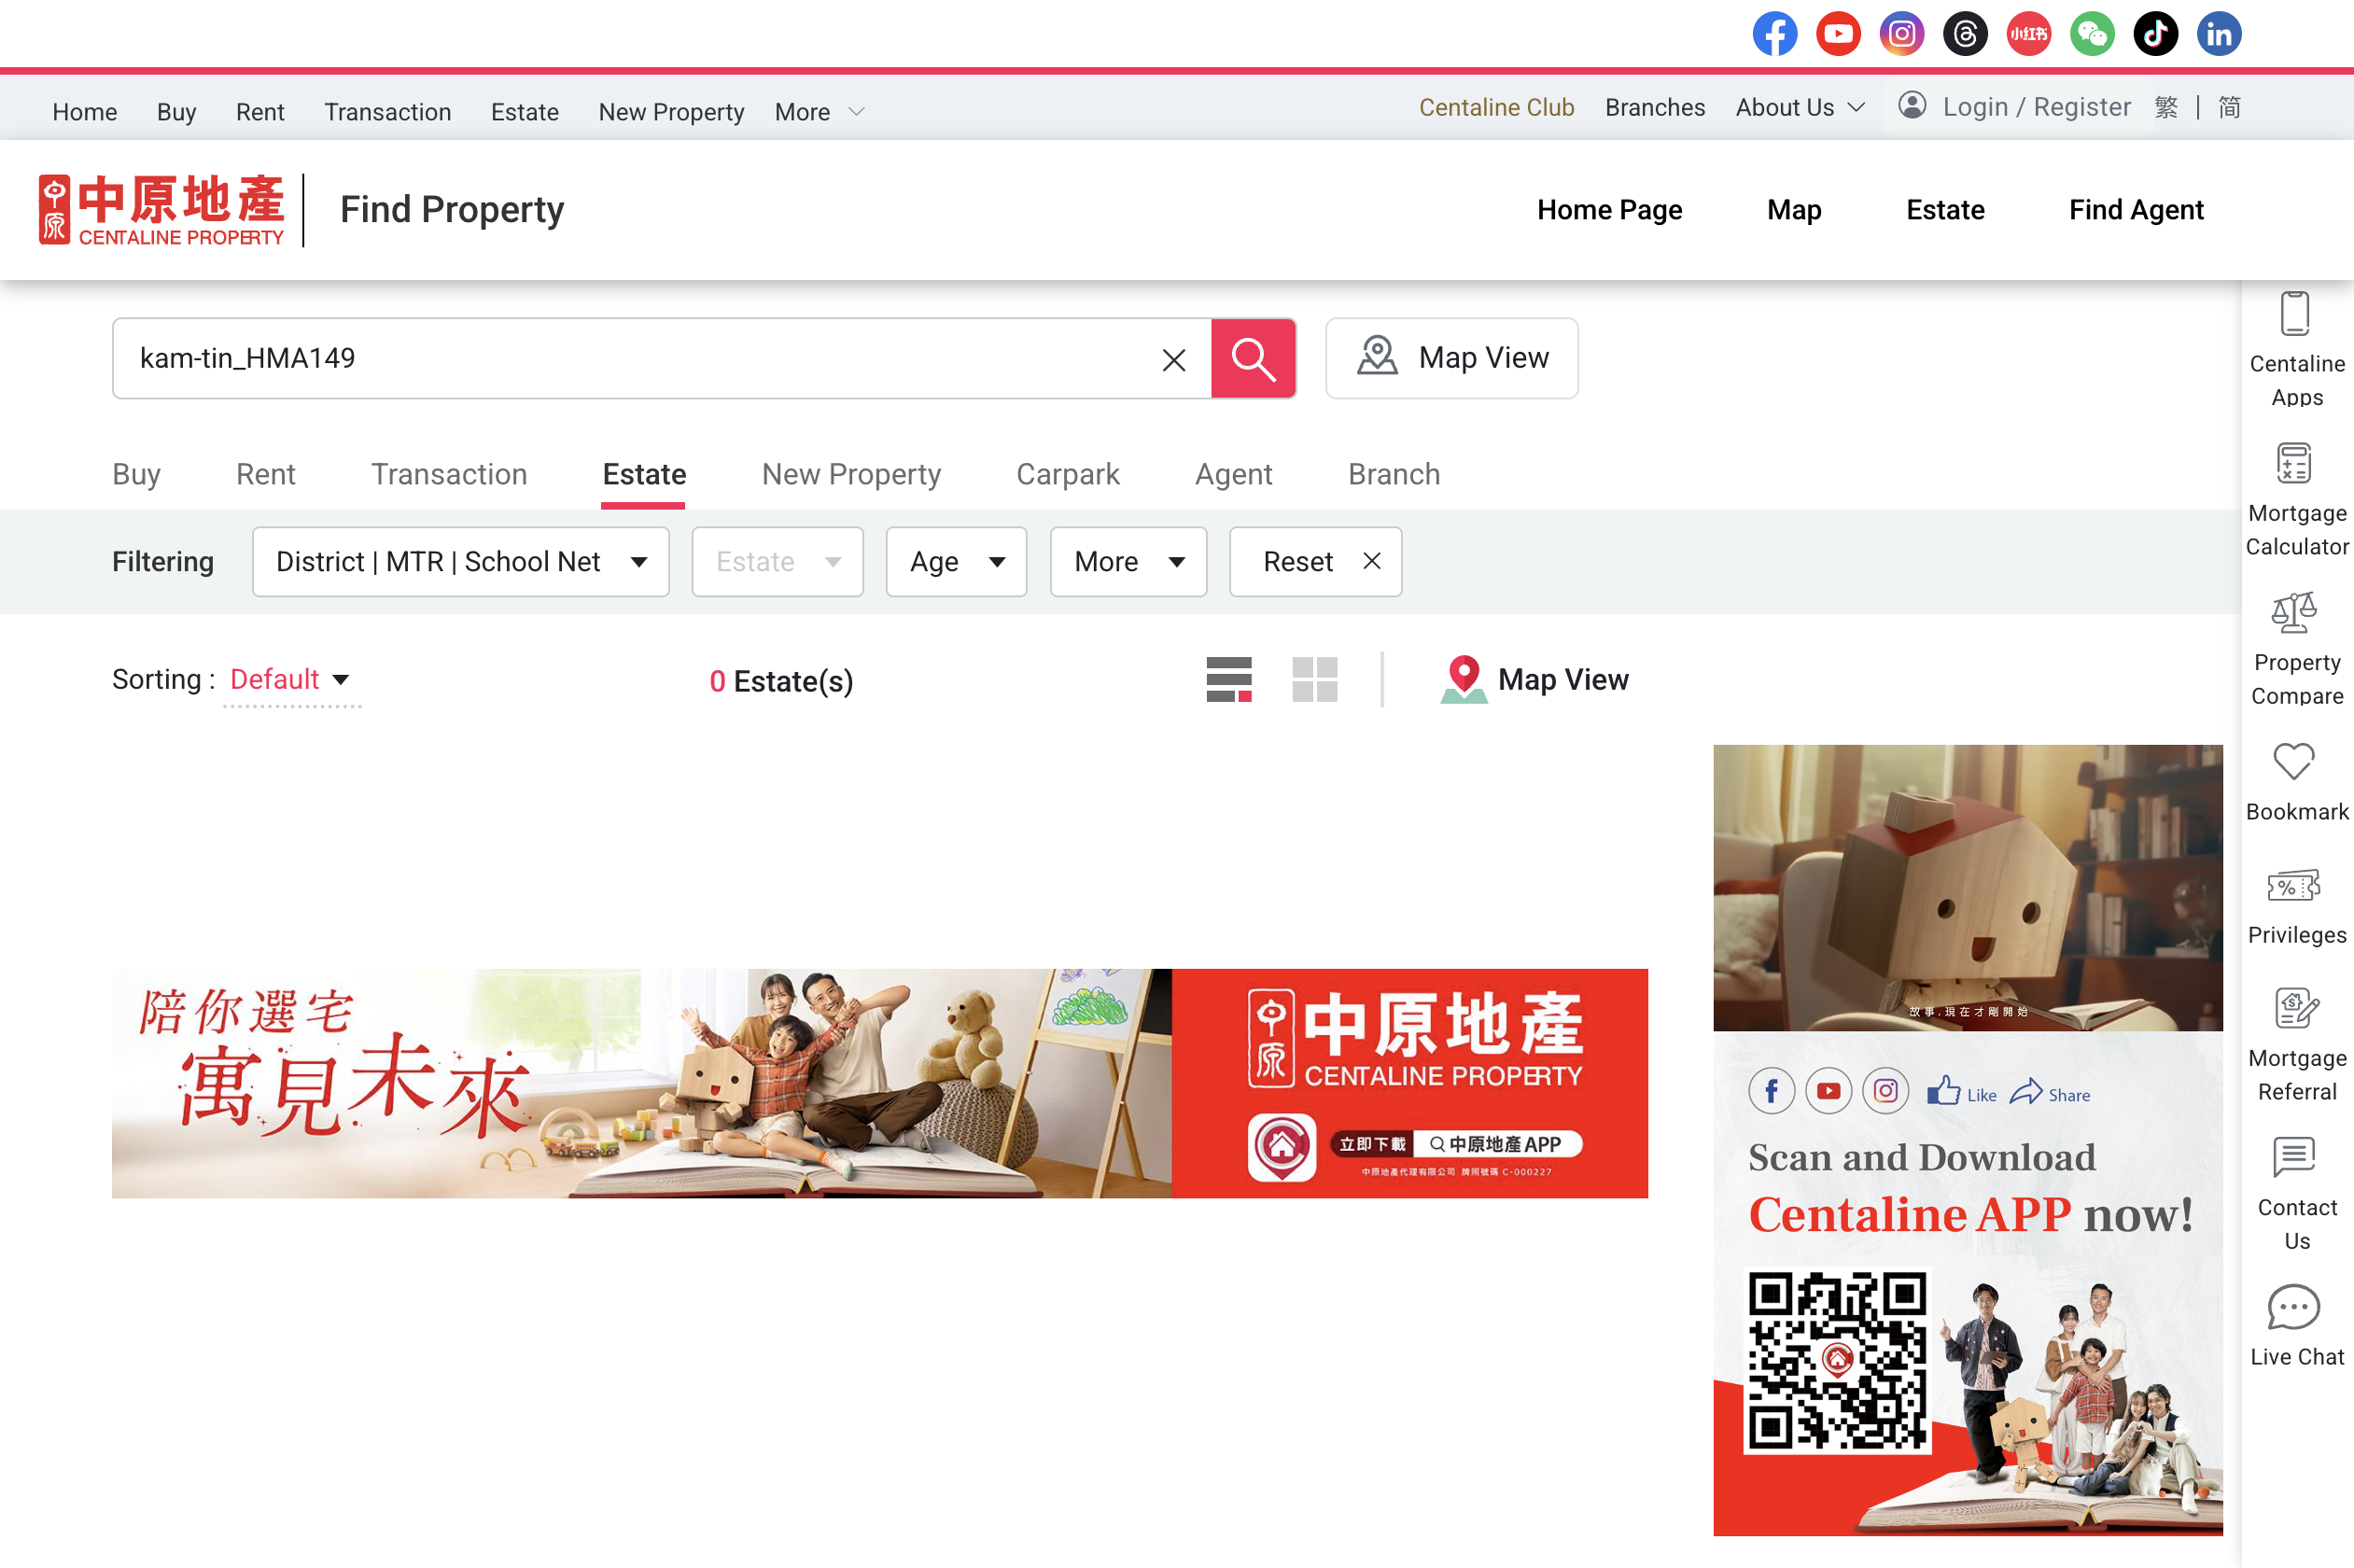 小红书
Home Buy Rent Transaction Estate New Property More
Centaline Club Branches About Us Login / Register 繁 | 简
中原
中原地產
CENTALINE PROPERTY
Find Property
Home Page Map Estate Find Agent
kam-tin_HMA149
Map View
Buy Rent Transaction Estate New Property Carpark Agent Branch
Filtering District | MTR | School Net Estate Age More Reset
Sorting : Default
0 Estate(s)
Map View
陪你選宅
寓見未來
中原
中原地產
CENTALINE PROPERTY
立即下載 中原地產 APP
中原地產代理有限公司 牌照號碼 C-000227
故事,現在才剛開始
Like Share
Scan and Download
Centaline APP now!
Centaline
Apps
Mortgage
Calculator
Property
Compare
Bookmark
Privileges
Mortgage
Referral
Contact
Us
Live Chat